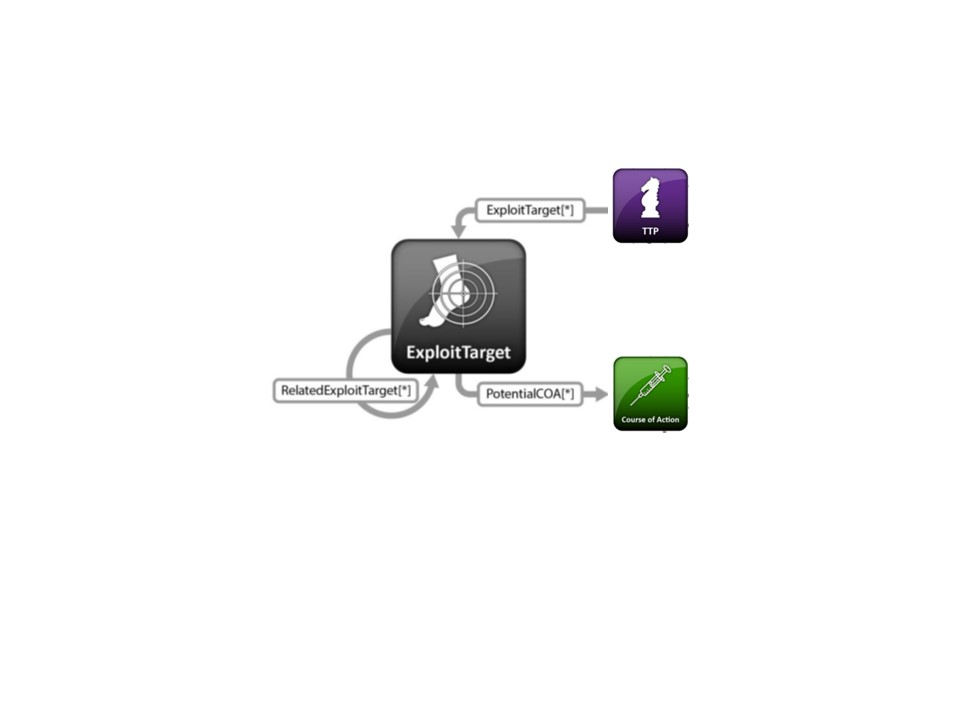 ExploitTarget[*]
TTP
ExploitTarget
RelatedExploitTarget[*]
PotentialCOA[*]
Course of Action